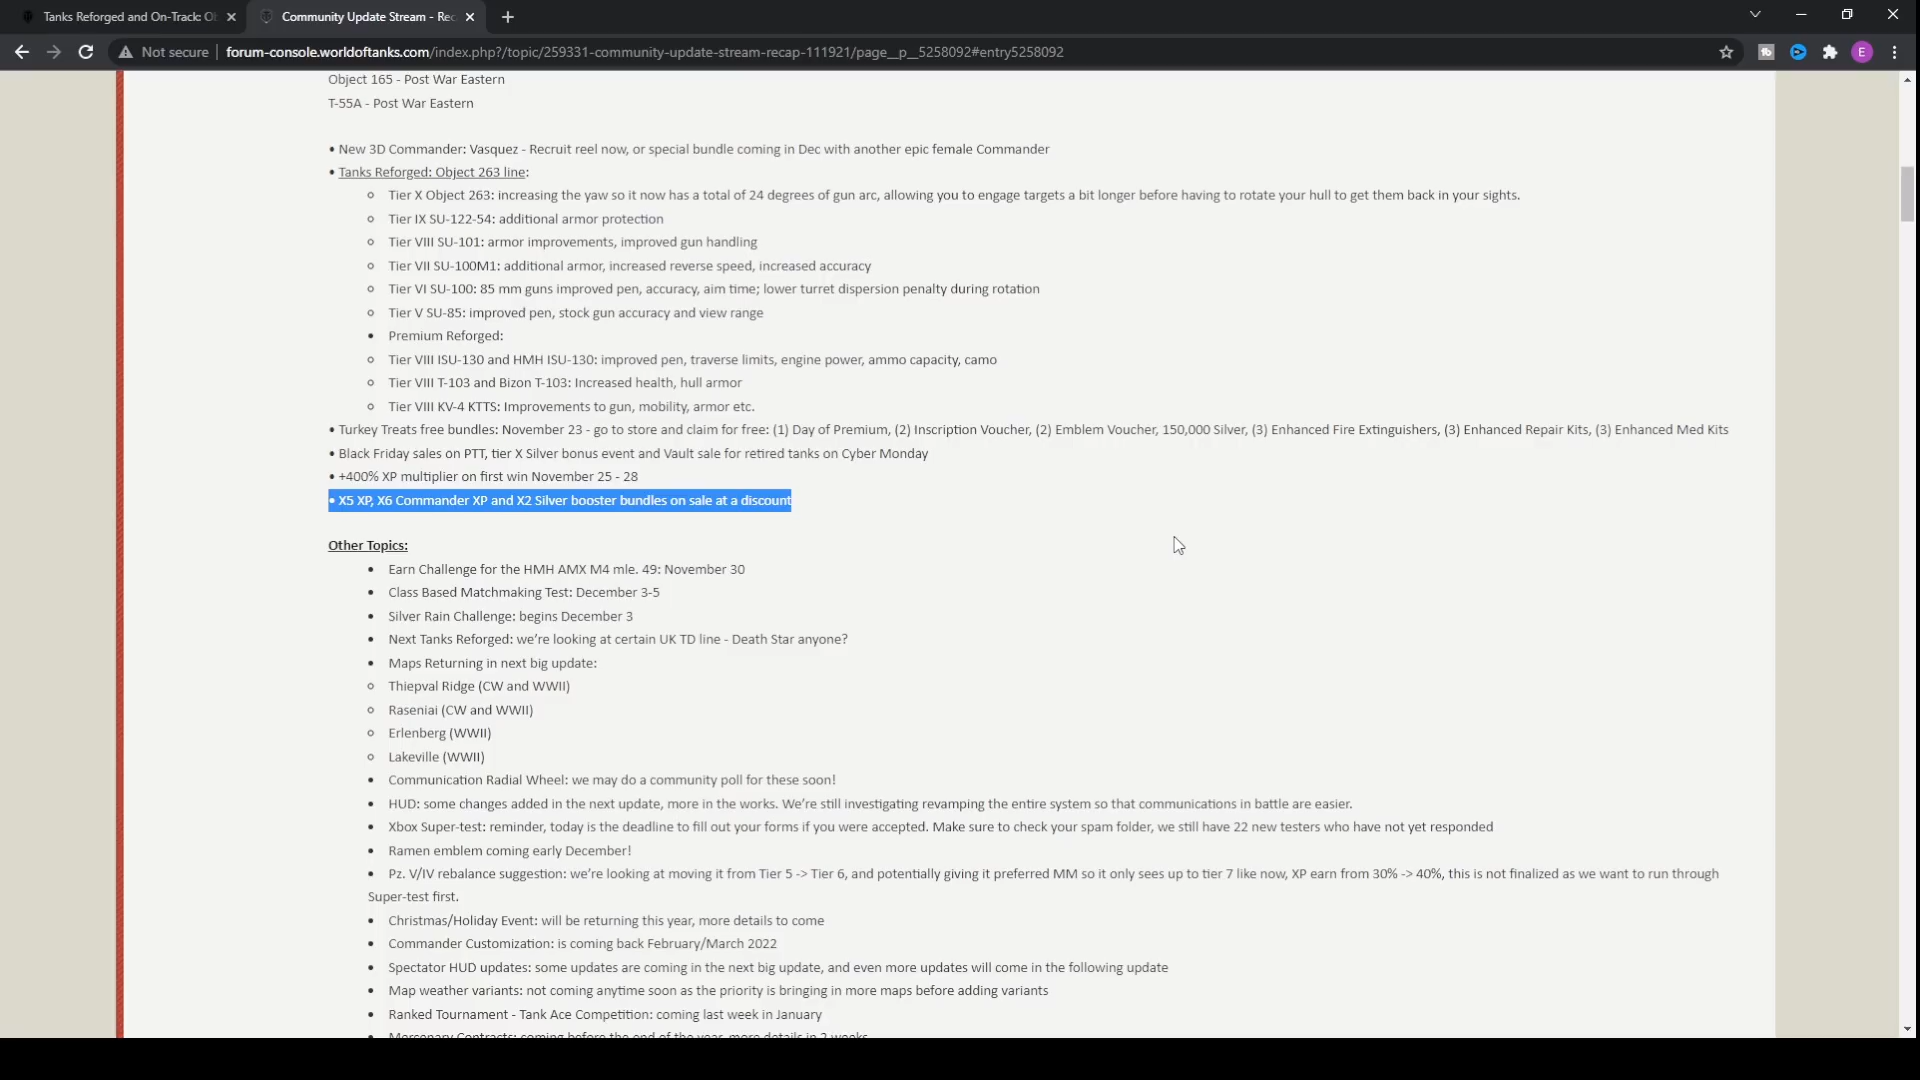 Tanks Reforged and On-Track: Ob
Community Update Stream - Rec
Not secure
forum-console.worldoftanks.com/index.php?/topic/259331-community-update-stream-recap-111921/page__p__5258092#entry5258092
E
Object 165 - Post War Eastern
T-55A - Post War Eastern
• New 3D Commander: Vasquez - Recruit reel now, or special bundle coming in Dec with another epic female Commander
• Tanks Reforged: Object 263 line:
Tier X Object 263: increasing the yaw so it now has a total of 24 degrees of gun arc, allowing you to engage targets a bit longer before having to rotate your hull to get them back in your sights.
Tier IX SU-122-54: additional armor protection
Tier VIII SU-101: armor improvements, improved gun handling
Tier VII SU-100M1: additional armor, increased reverse speed, increased accuracy
Tier VI SU-100: 85 mm guns improved pen, accuracy, aim time; lower turret dispersion penalty during rotation
Tier V SU-85: improved pen, stock gun accuracy and view range
• Premium Reforged:
Tier VIII ISU-130 and HMH ISU-130: improved pen, traverse limits, engine power, ammo capacity, camo
Tier VIII T-103 and Bizon T-103: Increased health, hull armor
Tier VIII KV-4 KTTS: Improvements to gun, mobility, armor etc.
• Turkey Treats free bundles: November 23 - go to store and claim for free: (1) Day of Premium, (2) Inscription Voucher, (2) Emblem Voucher, 150,000 Silver, (3) Enhanced Fire Extinguishers, (3) Enhanced Repair Kits, (3) Enhanced Med Kits
• Black Friday sales on PTT, tier X Silver bonus event and Vault sale for retired tanks on Cyber Monday
• +400% XP multiplier on first win November 25 - 28
• X5 XP, X6 Commander XP and X2 Silver booster bundles on sale at a discount
Other Topics:
• Earn Challenge for the HMH AMX M4 mle. 49: November 30
• Class Based Matchmaking Test: December 3-5
• Silver Rain Challenge: begins December 3
• Next Tanks Reforged: we're looking at certain UK TD line - Death Star anyone?
• Maps Returning in next big update:
Thiepval Ridge (CW and WWII)
Raseniai (CW and WWII)
Erlenberg (WWII)
Lakeville (WWII)
• Communication Radial Wheel: we may do a community poll for these soon!
• HUD: some changes added in the next update, more in the works. We're still investigating revamping the entire system so that communications in battle are easier.
• Xbox Super-test: reminder, today is the deadline to fill out your forms if you were accepted. Make sure to check your spam folder, we still have 22 new testers who have not yet responded
• Ramen emblem coming early December!
• Pz. V/IV rebalance suggestion: we're looking at moving it from Tier 5 -> Tier 6, and potentially giving it preferred MM so it only sees up to tier 7 like now, XP earn from 30% -> 40%, this is not finalized as we want to run through
Super-test first.
• Christmas/Holiday Event: will be returning this year, more details to come
• Commander Customization: is coming back February/March 2022
• Spectator HUD updates: some updates are coming in the next big update, and even more updates will come in the following update
• Map weather variants: not coming anytime soon as the priority is bringing in more maps before adding variants
• Ranked Tournament - Tank Ace Competition: coming last week in January
• Mercenary Contracts: coming before the end of the year, more details in 2 weeks